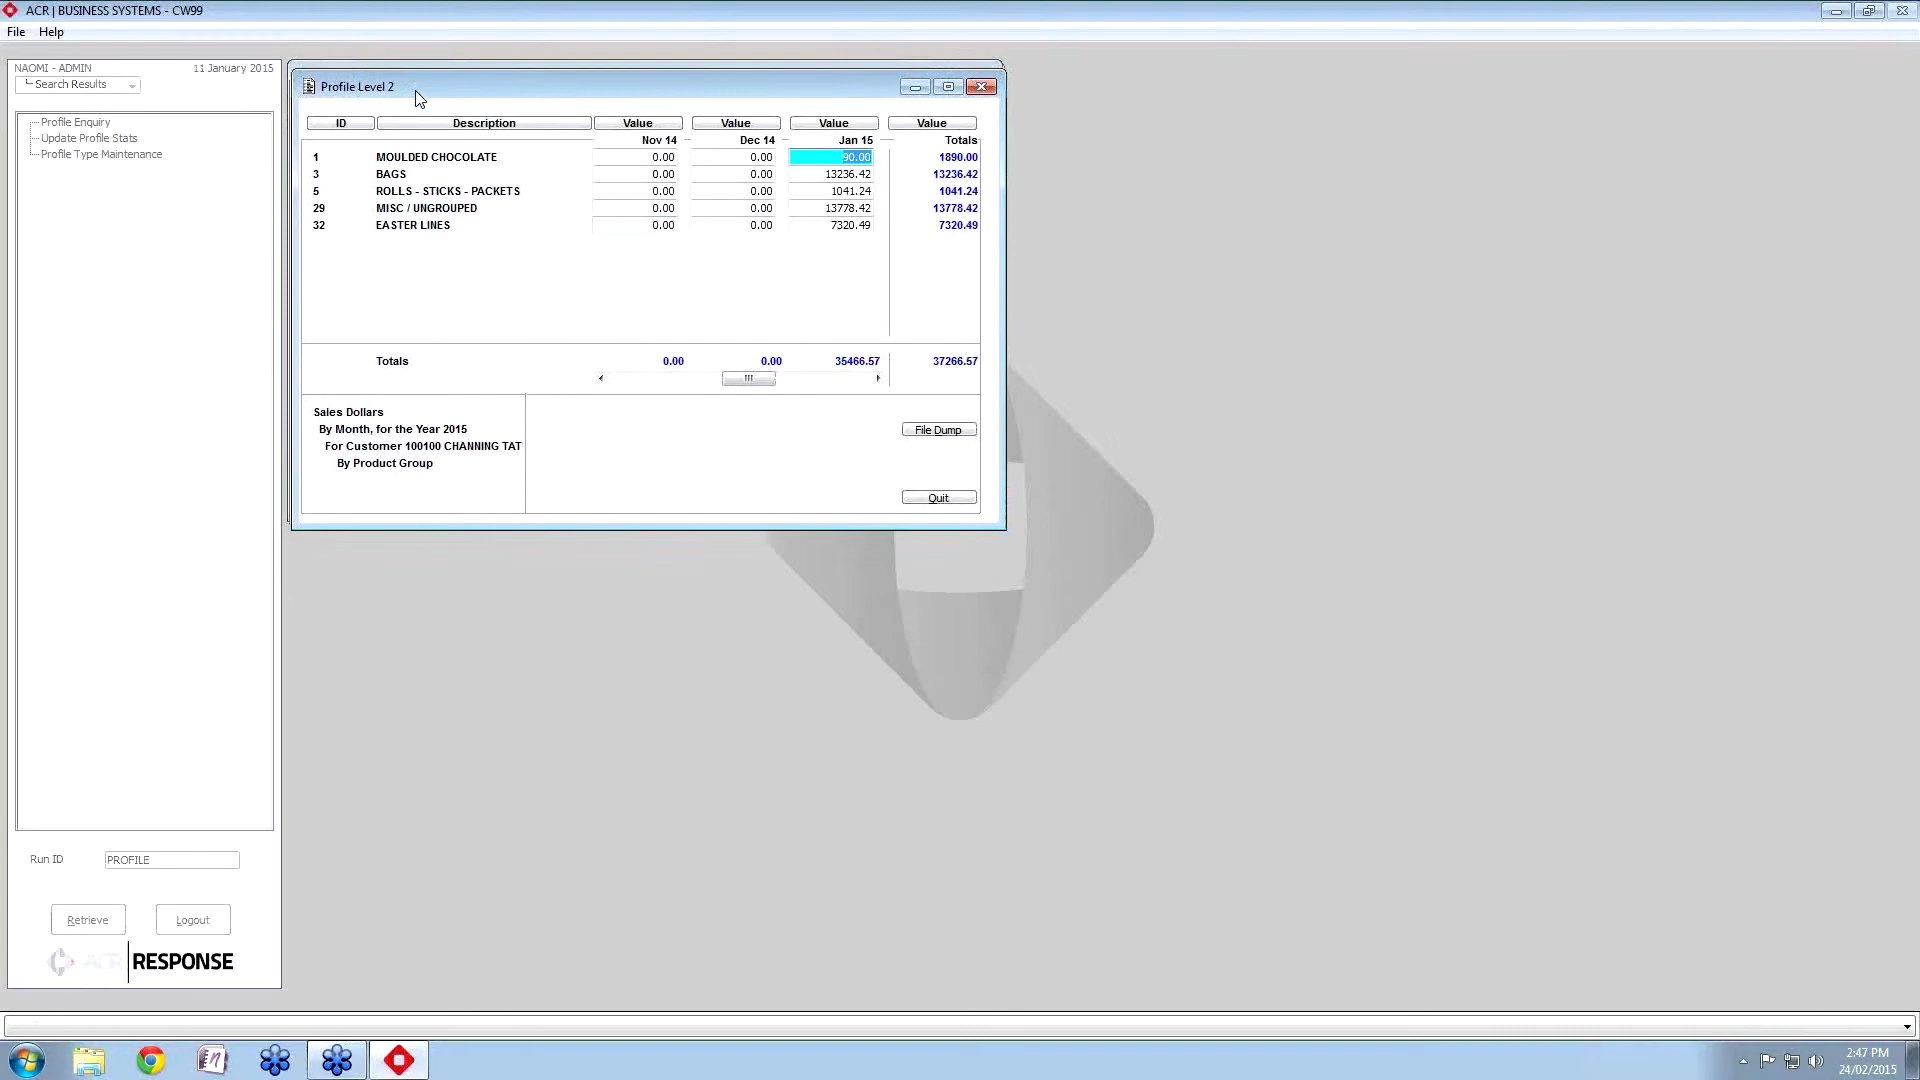 ACR | BUSINESS SYSTEMS - CW99
File Help
NAOMI - ADMIN 11 January 2015
Search Results
Profile Enquiry
Update Profile Stats
Profile Type Maintenance
Profile Level 2
ID Description Value Value Value Value
Nov 14 Dec 14 Jan 15 Totals
1 MOULDED CHOCOLATE 0.00 0.00 90.00 1890.00
3 BAGS 0.00 0.00 13236.42 13236.42
5 ROLLS - STICKS - PACKETS 0.00 0.00 1041.24 1041.24
29 MISC / UNGROUPED 0.00 0.00 13778.42 13778.42
32 EASTER LINES 0.00 0.00 7320.49 7320.49
Totals 0.00 0.00 35466.57 37266.57
Sales Dollars
By Month, for the Year 2015
For Customer 100100 CHANNING TAT
By Product Group
File Dump
Quit
Run ID PROFILE
Retrieve Logout
ACR RESPONSE
2:47 PM
24/02/2015